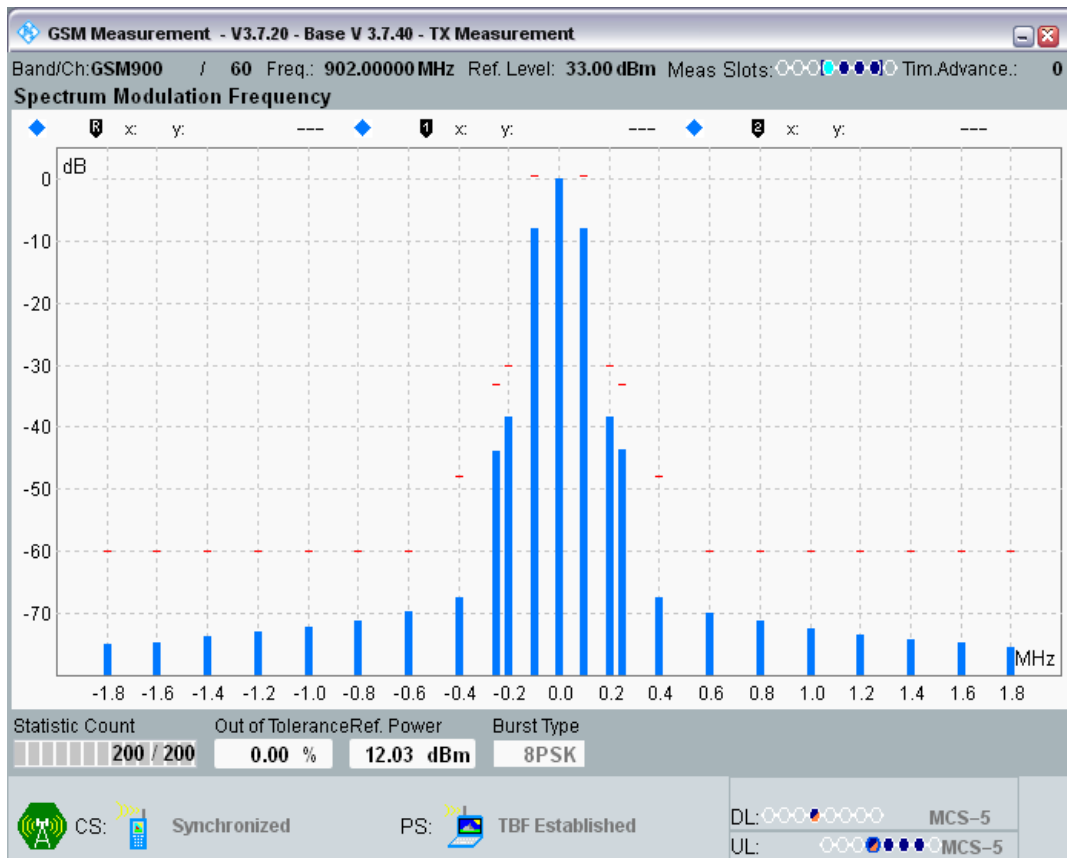 GSM Measurement - V3.7.20 - Base V 3.7.40 - TX Measurement
Band/Ch:GSM900 / 60 Freq.: 902.00000 MHz Ref. Level: 33.00 dBm Meas Slots: Tim.Advance.: 0
Spectrum Modulation Frequency
R x: y: --- 1 x: y: --- 2 x: y: ---
dB
0
-10
-20
-30
-40
-50
-60
-70
MHz
-1.8 -1.6 -1.4 -1.2 -1.0 -0.8 -0.6 -0.4 -0.2 0.0 0.2 0.4 0.6 0.8 1.0 1.2 1.4 1.6 1.8
Statistic Count Out of Tolerance Ref. Power Burst Type
200 / 200 0.00 % 12.03 dBm 8PSK
CS: Synchronized PS: TBF Established
DL: MCS-5
UL: MCS-5